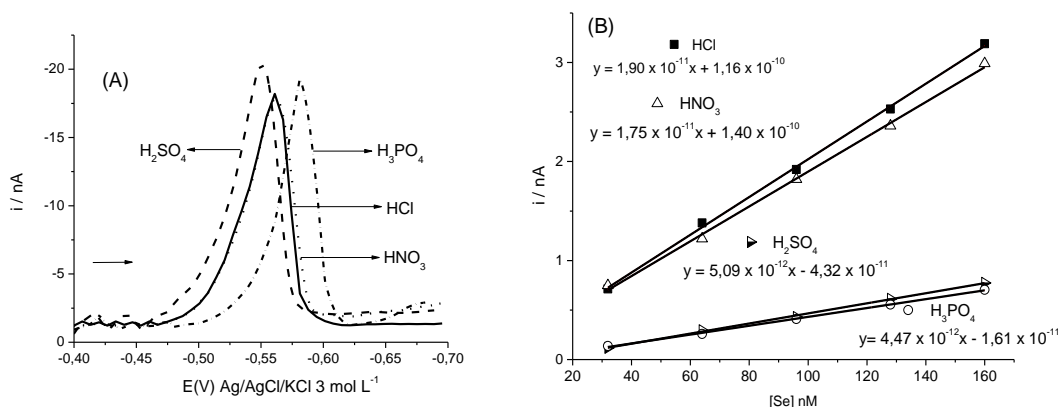 (A)
-20
-15
-10
-5
0
i / nA
H₂SO₄
H₃PO₄
HCl
HNO₃
-0,40
-0,45
-0,50
-0,55
-0,60
-0,65
-0,70
E(V) Ag/AgCl/KCl 3 mol L⁻¹
(B)
3
2
1
0
i / nA
HCl
y = 1,90 x 10⁻¹¹x + 1,16 x 10⁻¹⁰
HNO₃
y = 1,75 x 10⁻¹¹x + 1,40 x 10⁻¹⁰
H₂SO₄
y = 5,09 x 10⁻¹²x - 4,32 x 10⁻¹¹
H₃PO₄
y= 4,47 x 10⁻¹²x - 1,61 x 10⁻¹¹
20
40
60
80
100
120
140
160
[Se] nM